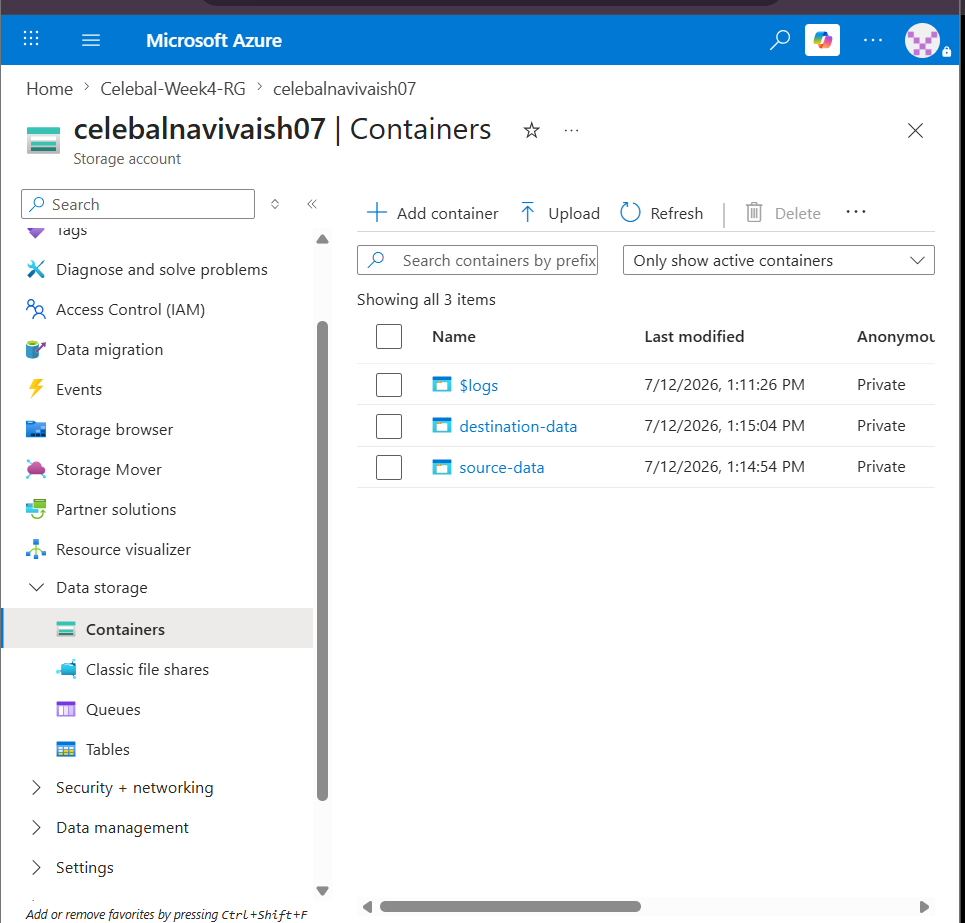 Microsoft Azure
Home > Celebal-Week4-RG > celebalnavivaish07
celebalnavivaish07 | Containers
Storage account
Search
Tags
Diagnose and solve problems
Access Control (IAM)
Data migration
Events
Storage browser
Storage Mover
Partner solutions
Resource visualizer
Data storage
Containers
Classic file shares
Queues
Tables
Security + networking
Data management
Settings
Add or remove favorites by pressing Ctrl+Shift+F
Add container Upload Refresh Delete
Search containers by prefix Only show active containers
Showing all 3 items
Name Last modified Anonymou
$logs 7/12/2026, 1:11:26 PM Private
destination-data 7/12/2026, 1:15:04 PM Private
source-data 7/12/2026, 1:14:54 PM Private